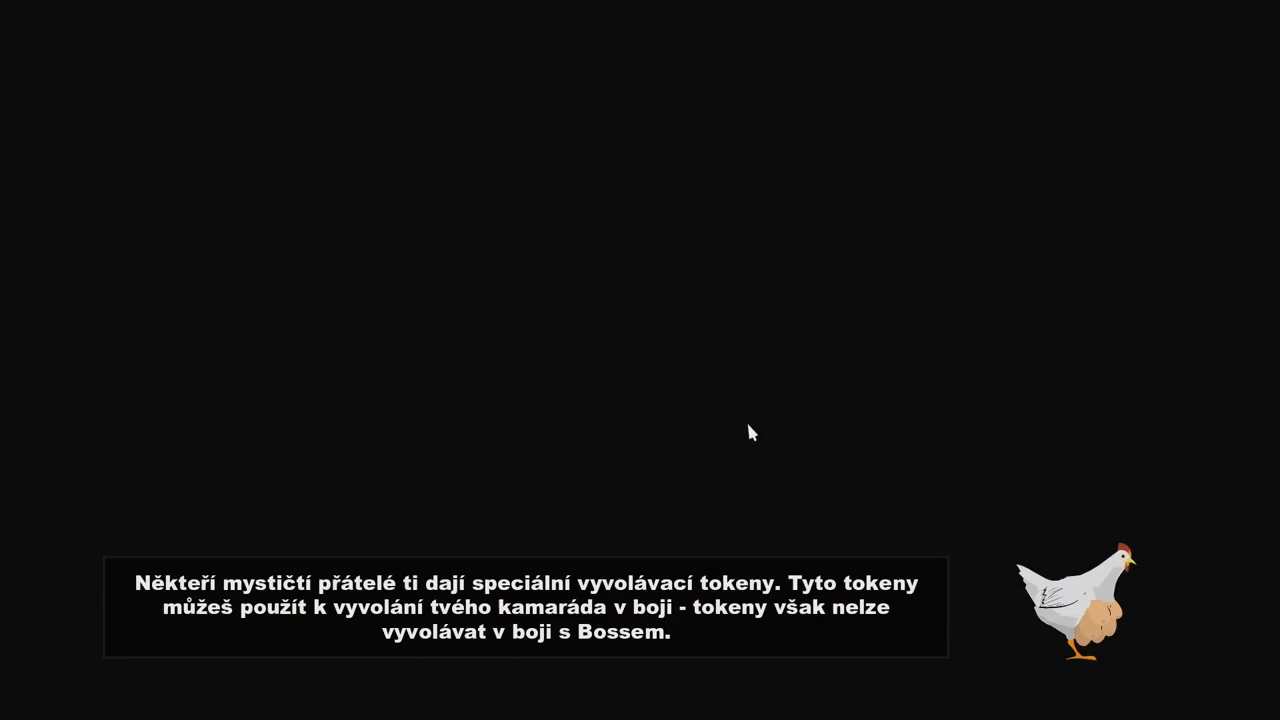 Někteří mystičtí přátelé ti dají speciální vyvolávací tokeny. Tyto tokeny
můžeš použít k vyvolání tvého kamaráda v boji - tokeny však nelze
vyvolávat v boji s Bossem.